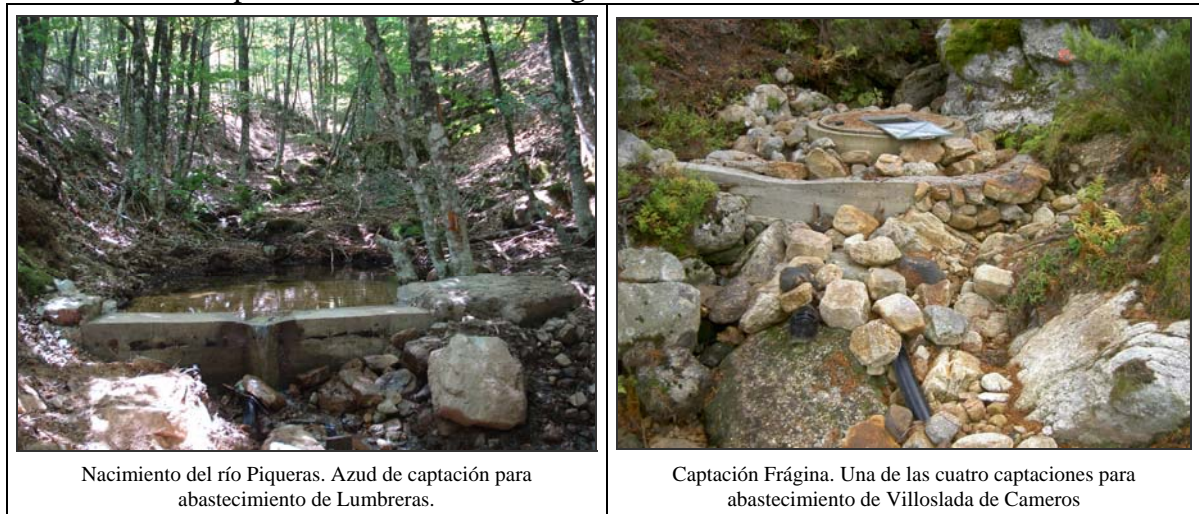 Nacimiento del río Piqueras. Azud de captación para
abastecimiento de Lumbreras.
Captación Frágina. Una de las cuatro captaciones para
abastecimiento de Villoslada de Cameros